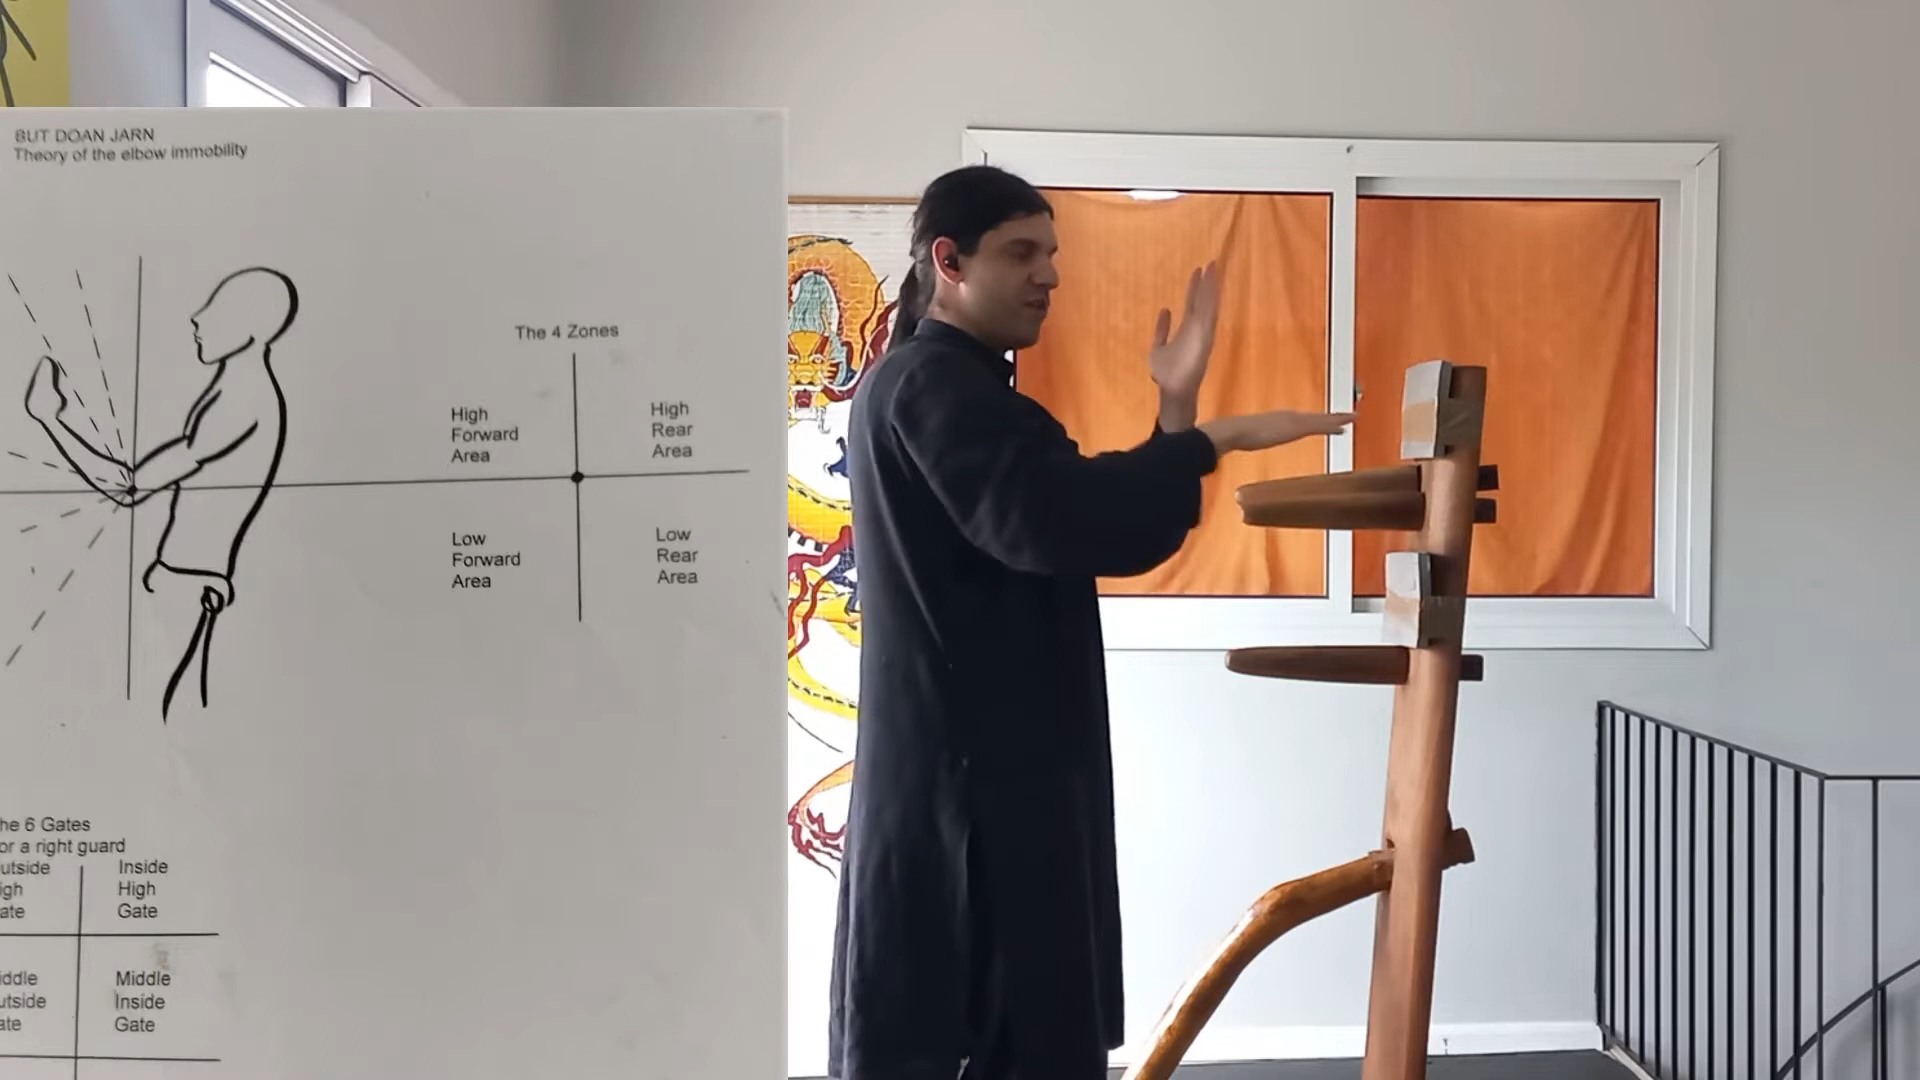 BUT DOAN JARN
Theory of the elbow immobility
The 4 Zones
High
Forward
Area
High
Rear
Area
Low
Forward
Area
Low
Rear
Area
he 6 Gates
or a right guard
utside
igh
ate
Inside
High
Gate
iddle
utside
ate
Middle
Inside
Gate